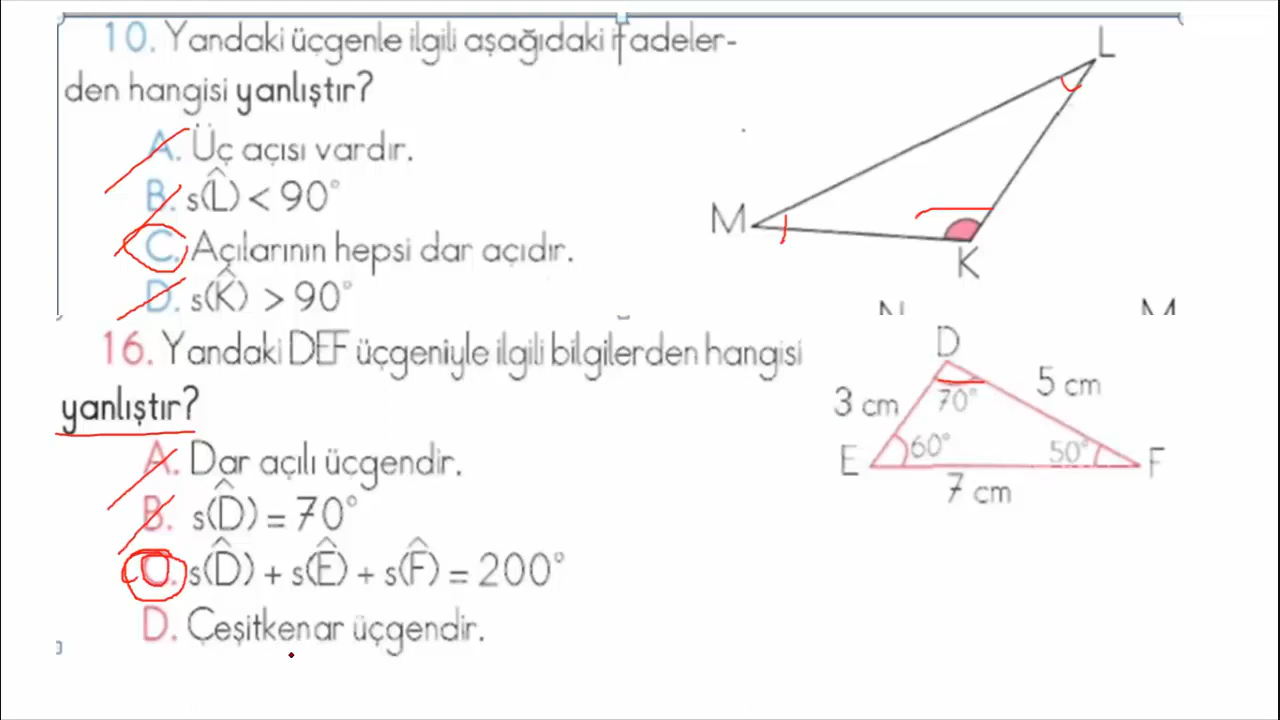 10. Yandaki üçgenle ilgili aşağıdaki ifadeler-
den hangisi yanlıştır?
A. Üç açısı vardır.
B. s(L̂) < 90°
C. Açılarının hepsi dar açıdır.
D. s(K̂) > 90°
L
M
K
N
M
16. Yandaki DEF üçgeniyle ilgili bilgilerden hangisi
yanlıştır?
A. Dar açılı üçgendir.
B. s(D̂) = 70°
C. s(D̂) + s(Ê) + s(F̂) = 200°
D. Çeşitkenar üçgendir.
D
3 cm
70°
5 cm
E
60°
50°
F
7 cm